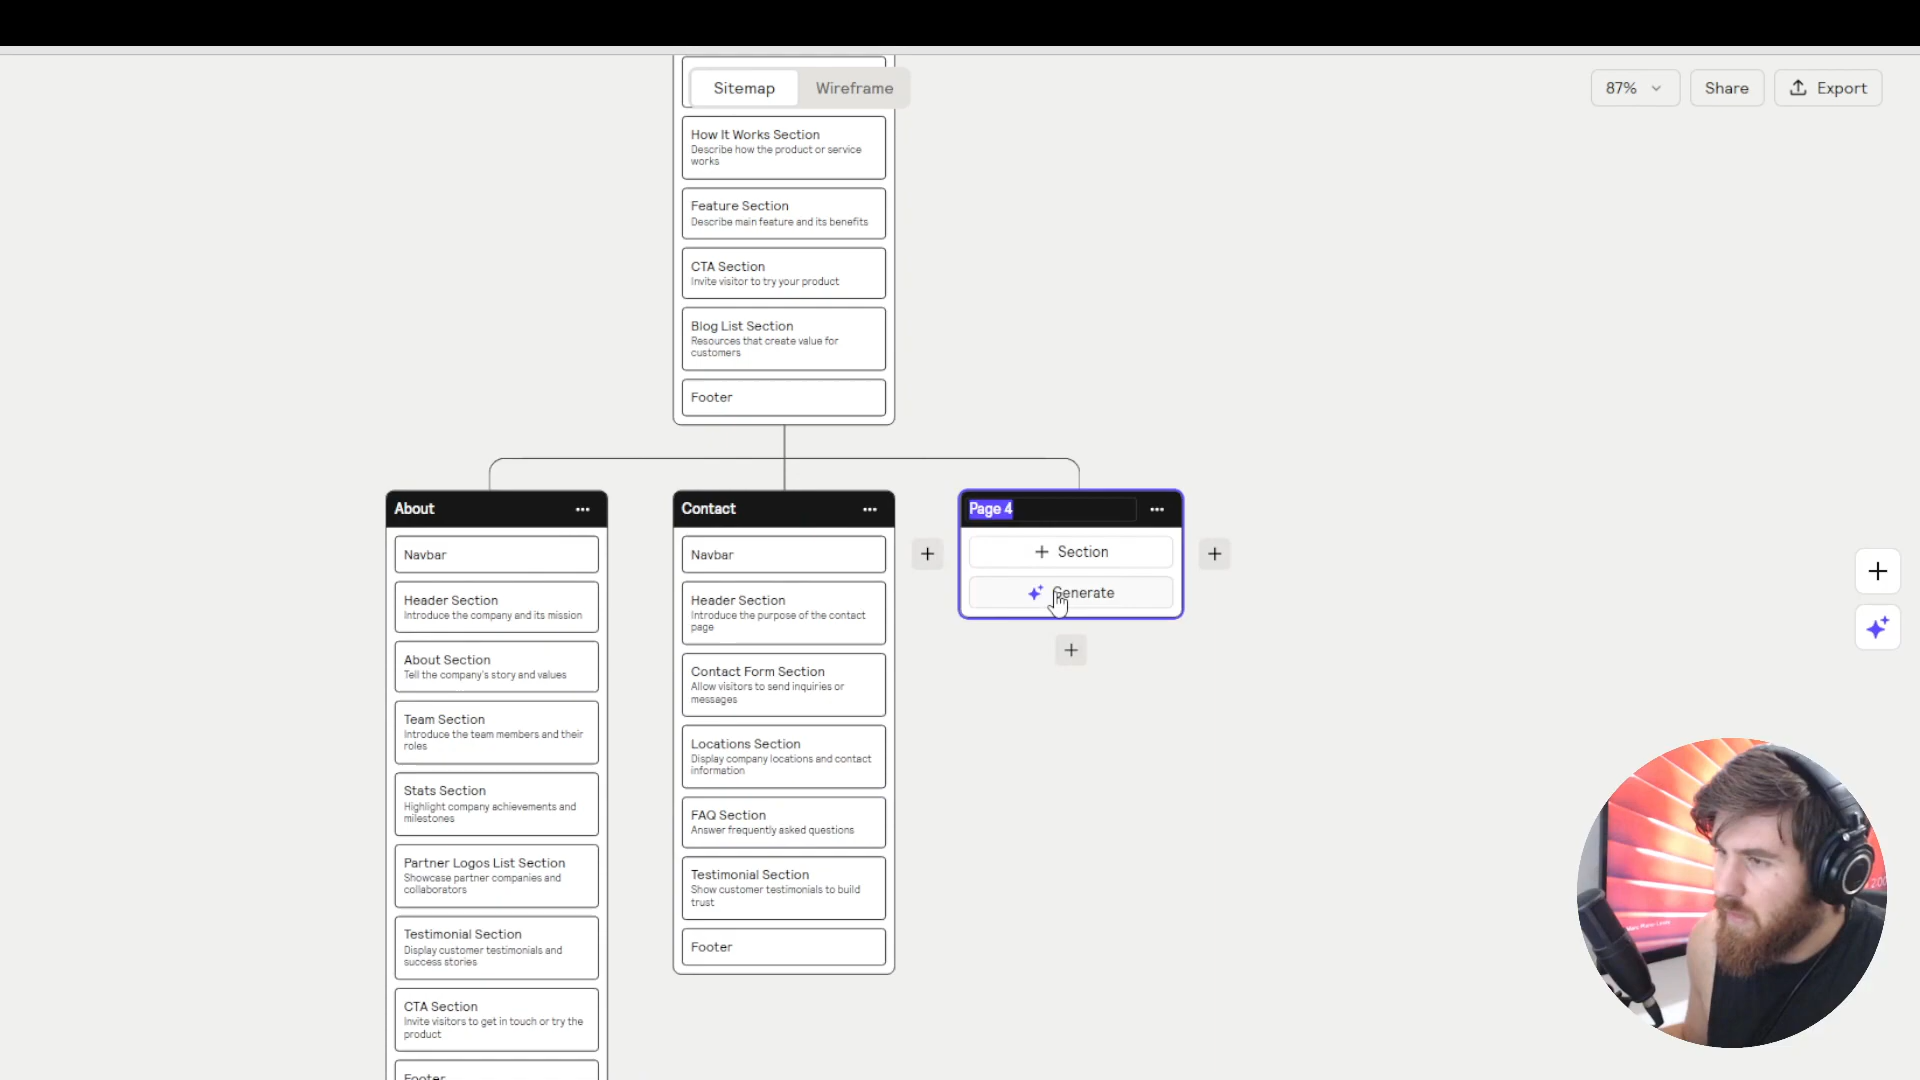 Sitemap
Wireframe
87%
Share
Export
How It Works Section
Describe how the product or service
works
Feature Section
Describe main feature and its benefits
CTA Section
Invite visitor to try your product
Blog List Section
Resources that create value for
customers
Footer
About
Navbar
Header Section
Introduce the company and its mission
About Section
Tell the company's story and values
Team Section
Introduce the team members and their
roles
Stats Section
Highlight company achievements and
milestones
Partner Logos List Section
Showcase partner companies and
collaborators
Testimonial Section
Display customer testimonials and
success stories
CTA Section
Invite visitors to get in touch or try the
product
Footer
Contact
Navbar
Header Section
Introduce the purpose of the contact
page
Contact Form Section
Allow visitors to send inquiries or
messages
Locations Section
Display company locations and contact
information
FAQ Section
Answer frequently asked questions
Testimonial Section
Show customer testimonials to build
trust
Footer
Page 4
Section
Generate